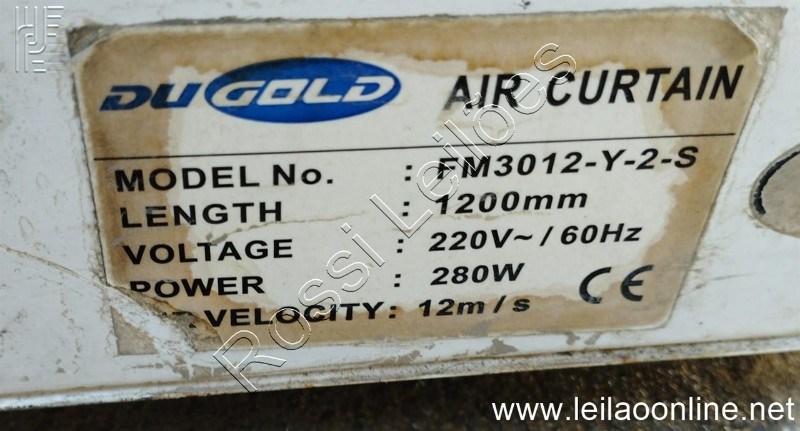 DUGOLD AIR CURTAIN
MODEL No. : FM3012-Y-2-S
LENGTH : 1200mm
VOLTAGE : 220V~ / 60Hz
POWER : 280W
VELOCITY : 12m / s
CE
Rossi Leilões
www.leilaoonline.net